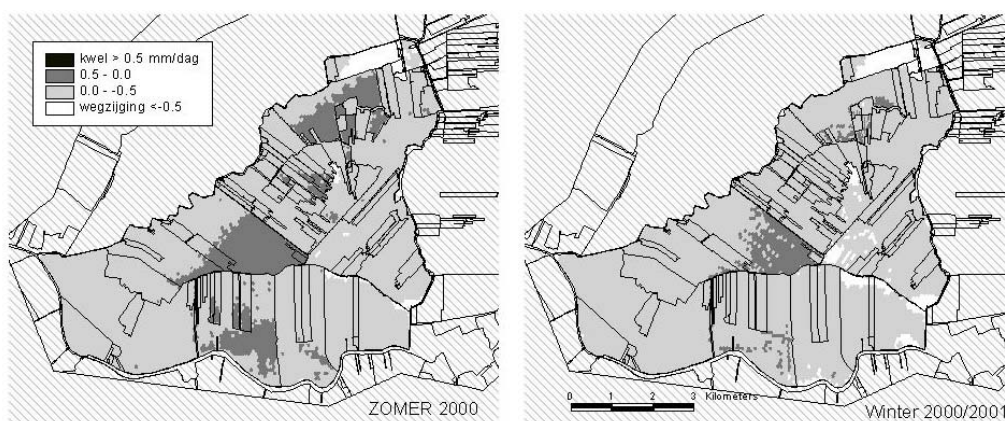 kwel > 0.5 mm/dag
0.5 - 0.0
0.0 - -0.5
wegzijging <-0.5
ZOMER 2000
0 1 2 3 Kilometers
Winter 2000/2001